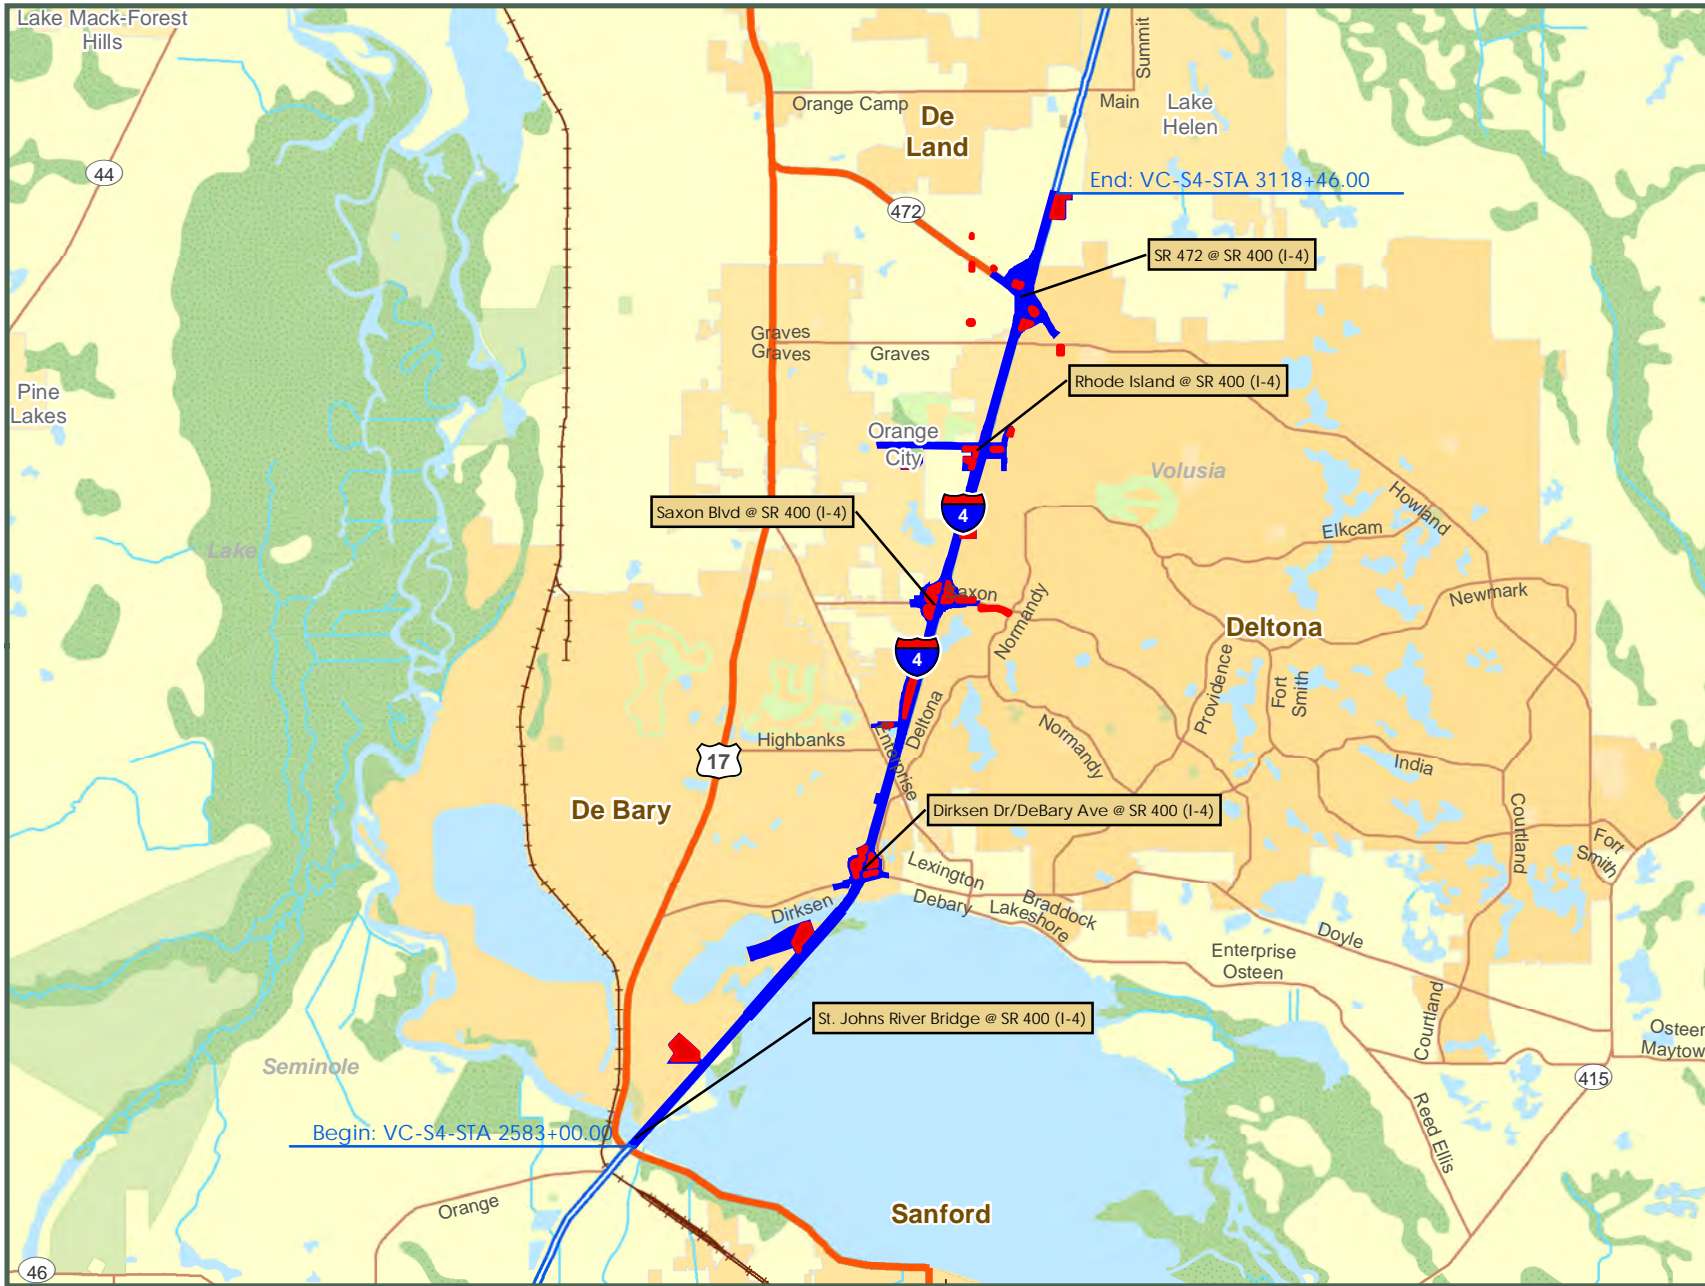 Lake Mack-Forest
Hills
Summit
Orange Camp
Main
De
Land
Lake
Helen
44
End: VC-S4-STA 3118+46.00
472
SR 472 @ SR 400 (I-4)
Graves
Graves
Graves
Pine
Lakes
Rhode Island @ SR 400 (I-4)
Orange
City
Volusia
Howland
Elkcam
Saxon Blvd @ SR 400 (I-4)
4
Lake
Saxon
Normandy
Newmark
Deltona
4
Providence
Fort
Smith
Deltona
Normandy
Highbanks
Enterprise
17
India
De Bary
Dirksen Dr/DeBary Ave @ SR 400 (I-4)
Courtland
Fort
Smith
Lexington
Dirksen
Debary
Braddock
Lakeshore
Doyle
Enterprise
Osteen
St. Johns River Bridge @ SR 400 (I-4)
Courtland
Osteen
Maytow
Seminole
415
Begin: VC-S4-STA 2583+00.00
Reed Ellis
Orange
Sanford
46